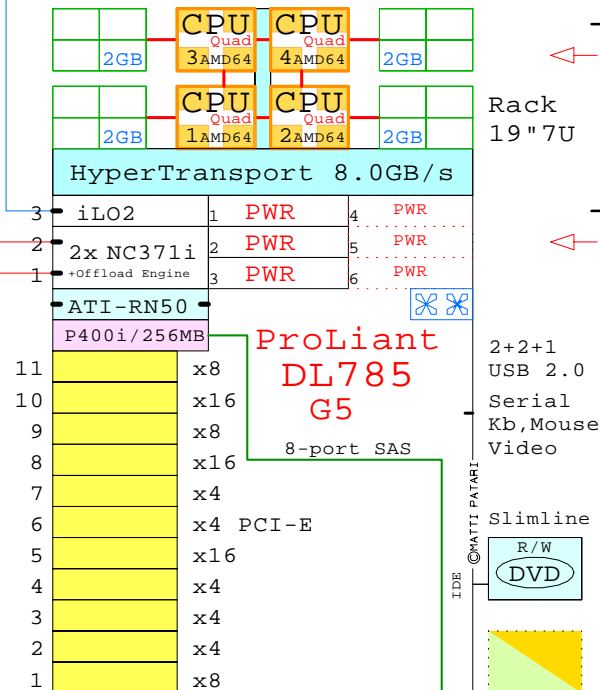 CPU CPU
Quad Quad
2GB 3AMD64 4AMD64 2GB
CPU CPU
Quad Quad
2GB 1AMD64 2AMD64 2GB
Rack
19"7U
HyperTransport 8.0GB/s
3 iLO2 1 PWR 4 PWR
2 2x NC371i 2 PWR 5 PWR
1 +Offload Engine 3 PWR 6 PWR
ATI-RN50
P400i/256MB
ProLiant
DL785
G5
2+2+1
USB 2.0
Serial
Kb,Mouse
Video
8-port SAS
11 x8
10 x16
9 x8
8 x16
7 x4
6 x4 PCI-E
5 x16
4 x4
3 x4
2 x4
1 x8
©MATTI PATARI
Slimline
R/W
DVD
IDE